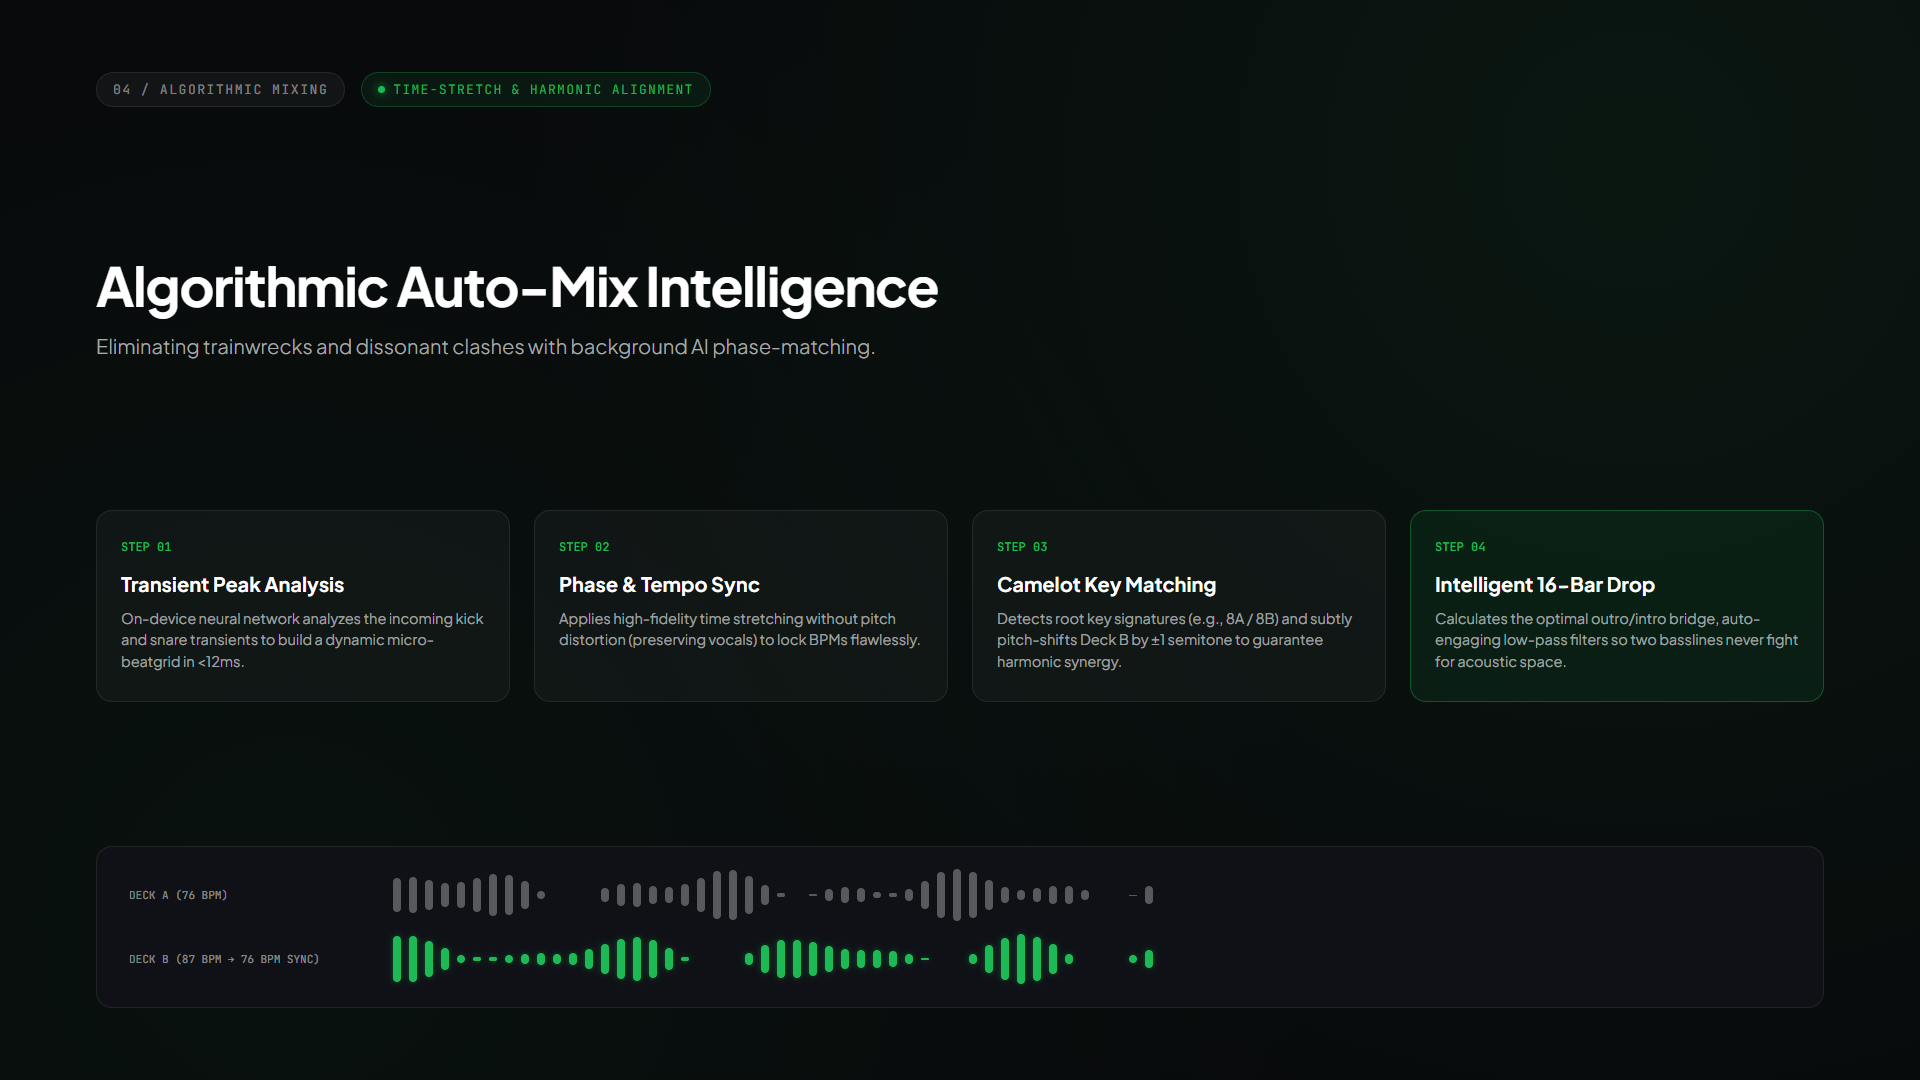 04 / ALGORITHMIC MIXING
TIME-STRETCH & HARMONIC ALIGNMENT
Algorithmic Auto-Mix Intelligence
Eliminating trainwrecks and dissonant clashes with background AI phase-matching.
STEP 01
Transient Peak Analysis
On-device neural network analyzes the incoming kick
and snare transients to build a dynamic micro-
beatgrid in <12ms.
STEP 02
Phase & Tempo Sync
Applies high-fidelity time stretching without pitch
distortion (preserving vocals) to lock BPMs flawlessly.
STEP 03
Camelot Key Matching
Detects root key signatures (e.g., 8A / 8B) and subtly
pitch-shifts Deck B by ±1 semitone to guarantee
harmonic synergy.
STEP 04
Intelligent 16-Bar Drop
Calculates the optimal outro/intro bridge, auto-
engaging low-pass filters so two basslines never fight
for acoustic space.
DECK A (76 BPM)
DECK B (87 BPM → 76 BPM SYNC)